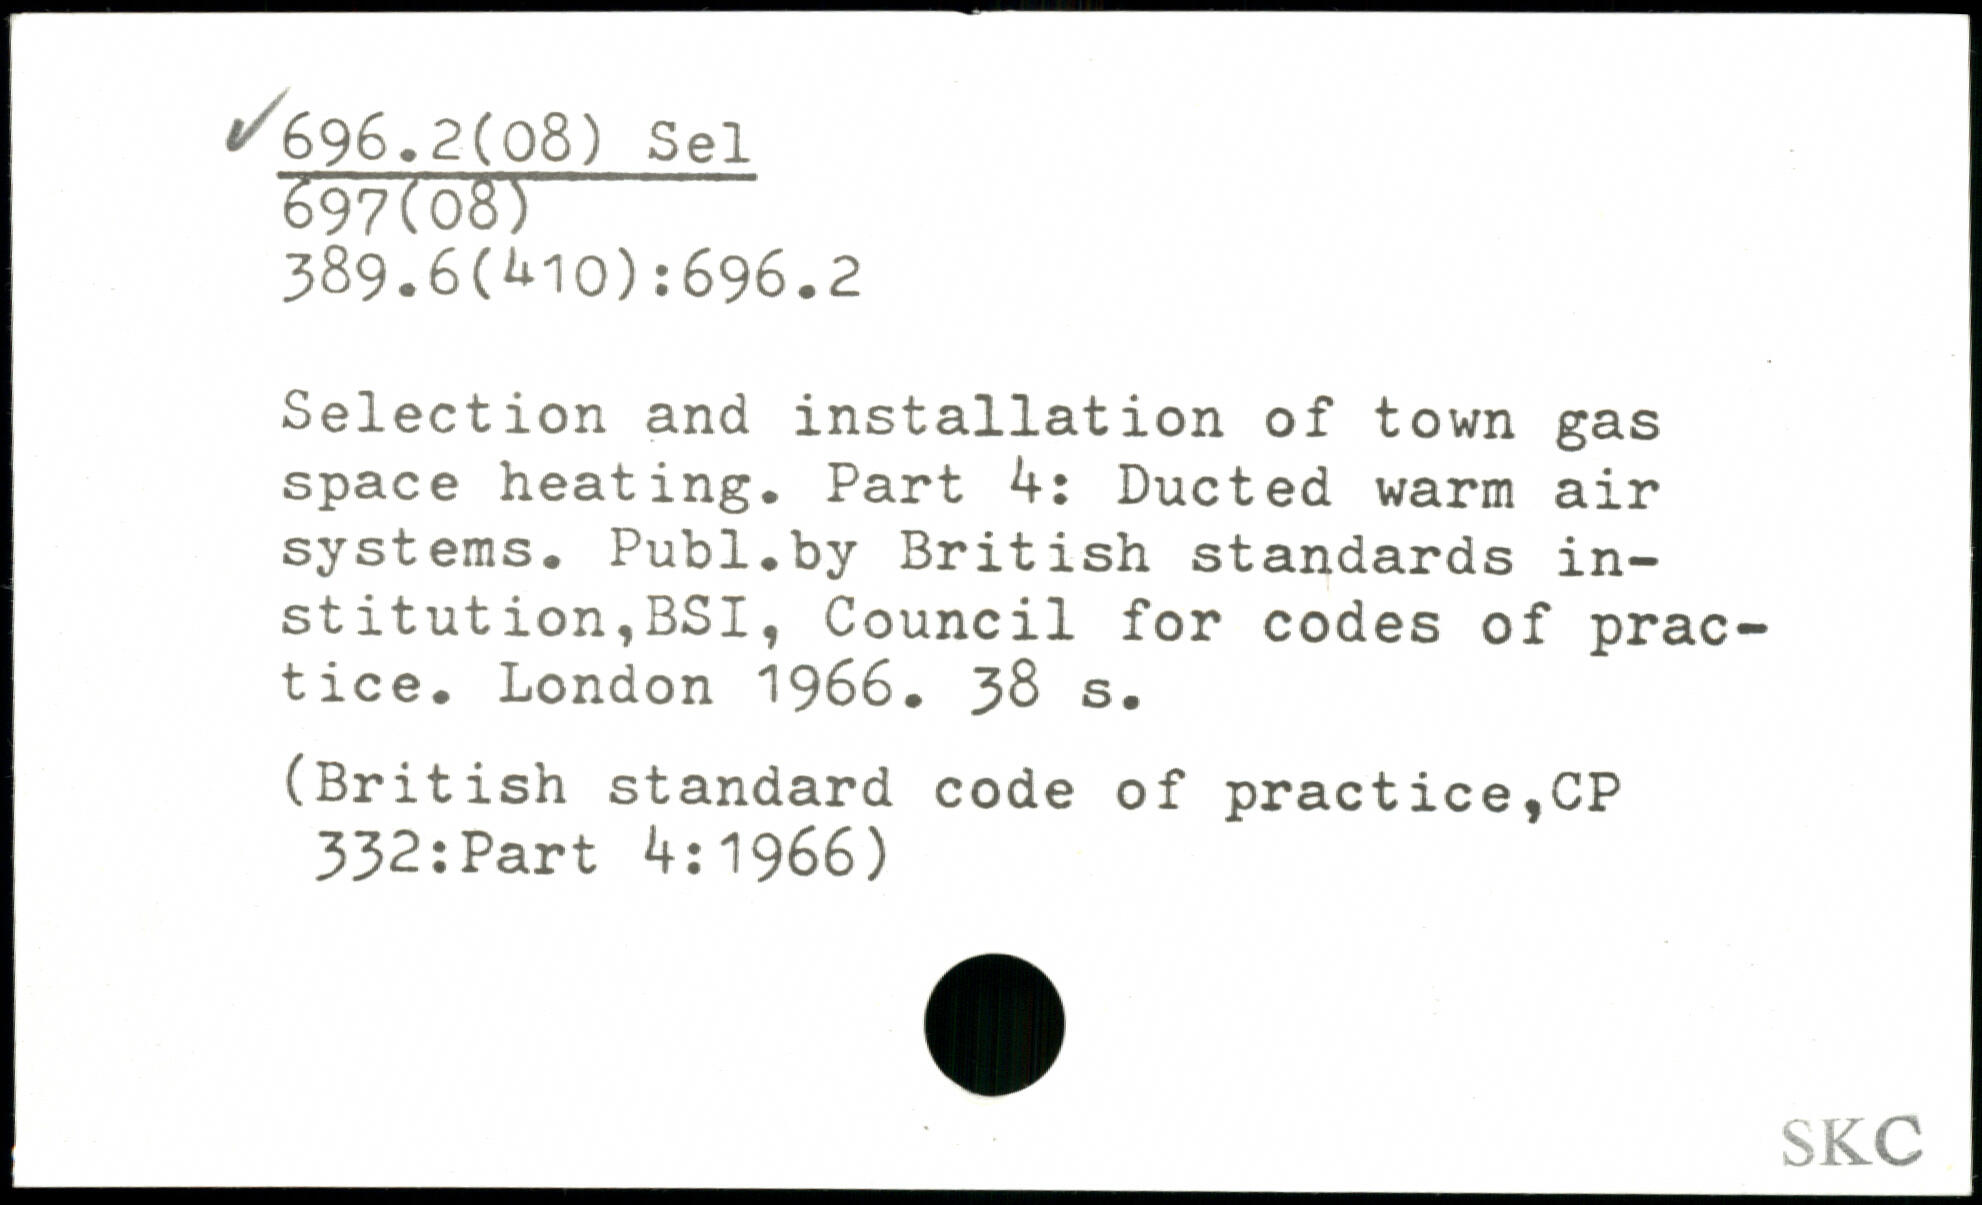 ✓696.2(08) Sel
697(08)
389.6(410):696.2
Selection and installation of town gas
space heating. Part 4: Ducted warm air
systems. Publ.by British standards in-
stitution,BSI, Council for codes of prac-
tice. London 1966. 38 s.
(British standard code of practice,CP
332:Part 4:1966)
SKC